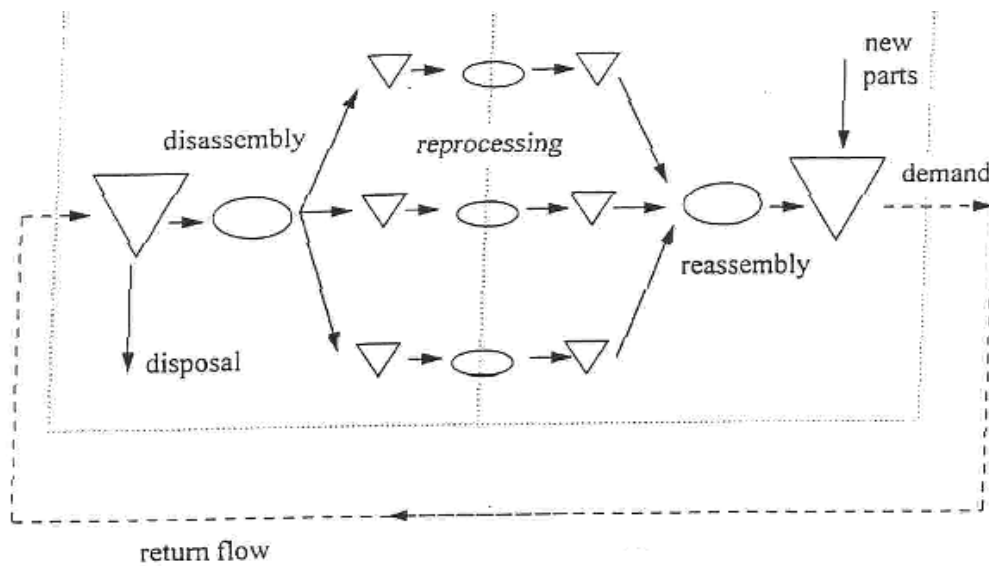 new
parts
disassembly
reprocessing
demand
reassembly
disposal
return flow